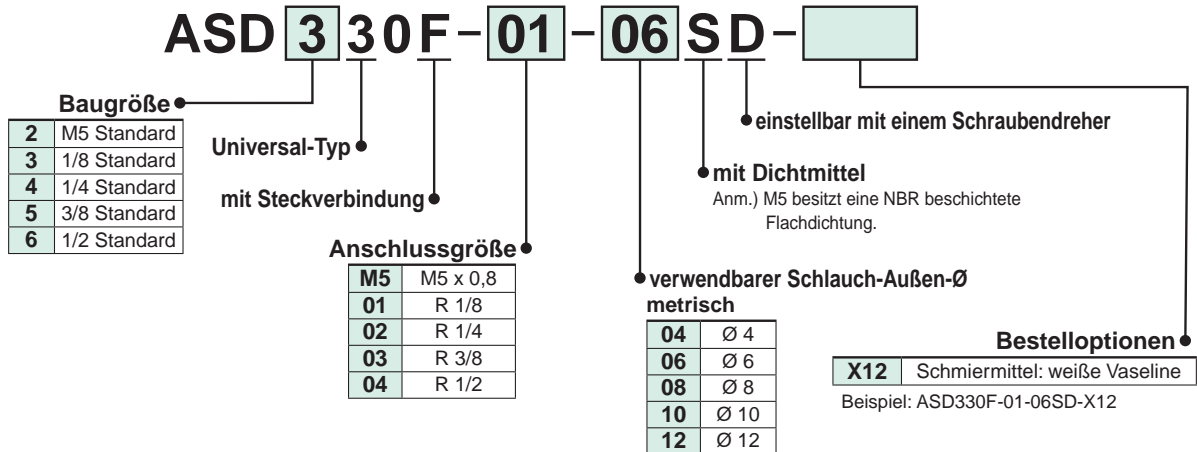 ASD 3 3 0 F - 01 - 06 S D -
Baugröße
2 M5 Standard
3 1/8 Standard
4 1/4 Standard
5 3/8 Standard
6 1/2 Standard
Universal-Typ
mit Steckverbindung
Anschlussgröße
M5 M5 x 0,8
01 R 1/8
02 R 1/4
03 R 3/8
04 R 1/2
einstellbar mit einem Schraubendreher
mit Dichtmittel
Anm.) M5 besitzt eine NBR beschichtete
Flachdichtung.
verwendbarer Schlauch-Außen-Ø
metrisch
04 Ø 4
06 Ø 6
08 Ø 8
10 Ø 10
12 Ø 12
Bestelloptionen
X12 Schmiermittel: weiße Vaseline
Beispiel: ASD330F-01-06SD-X12